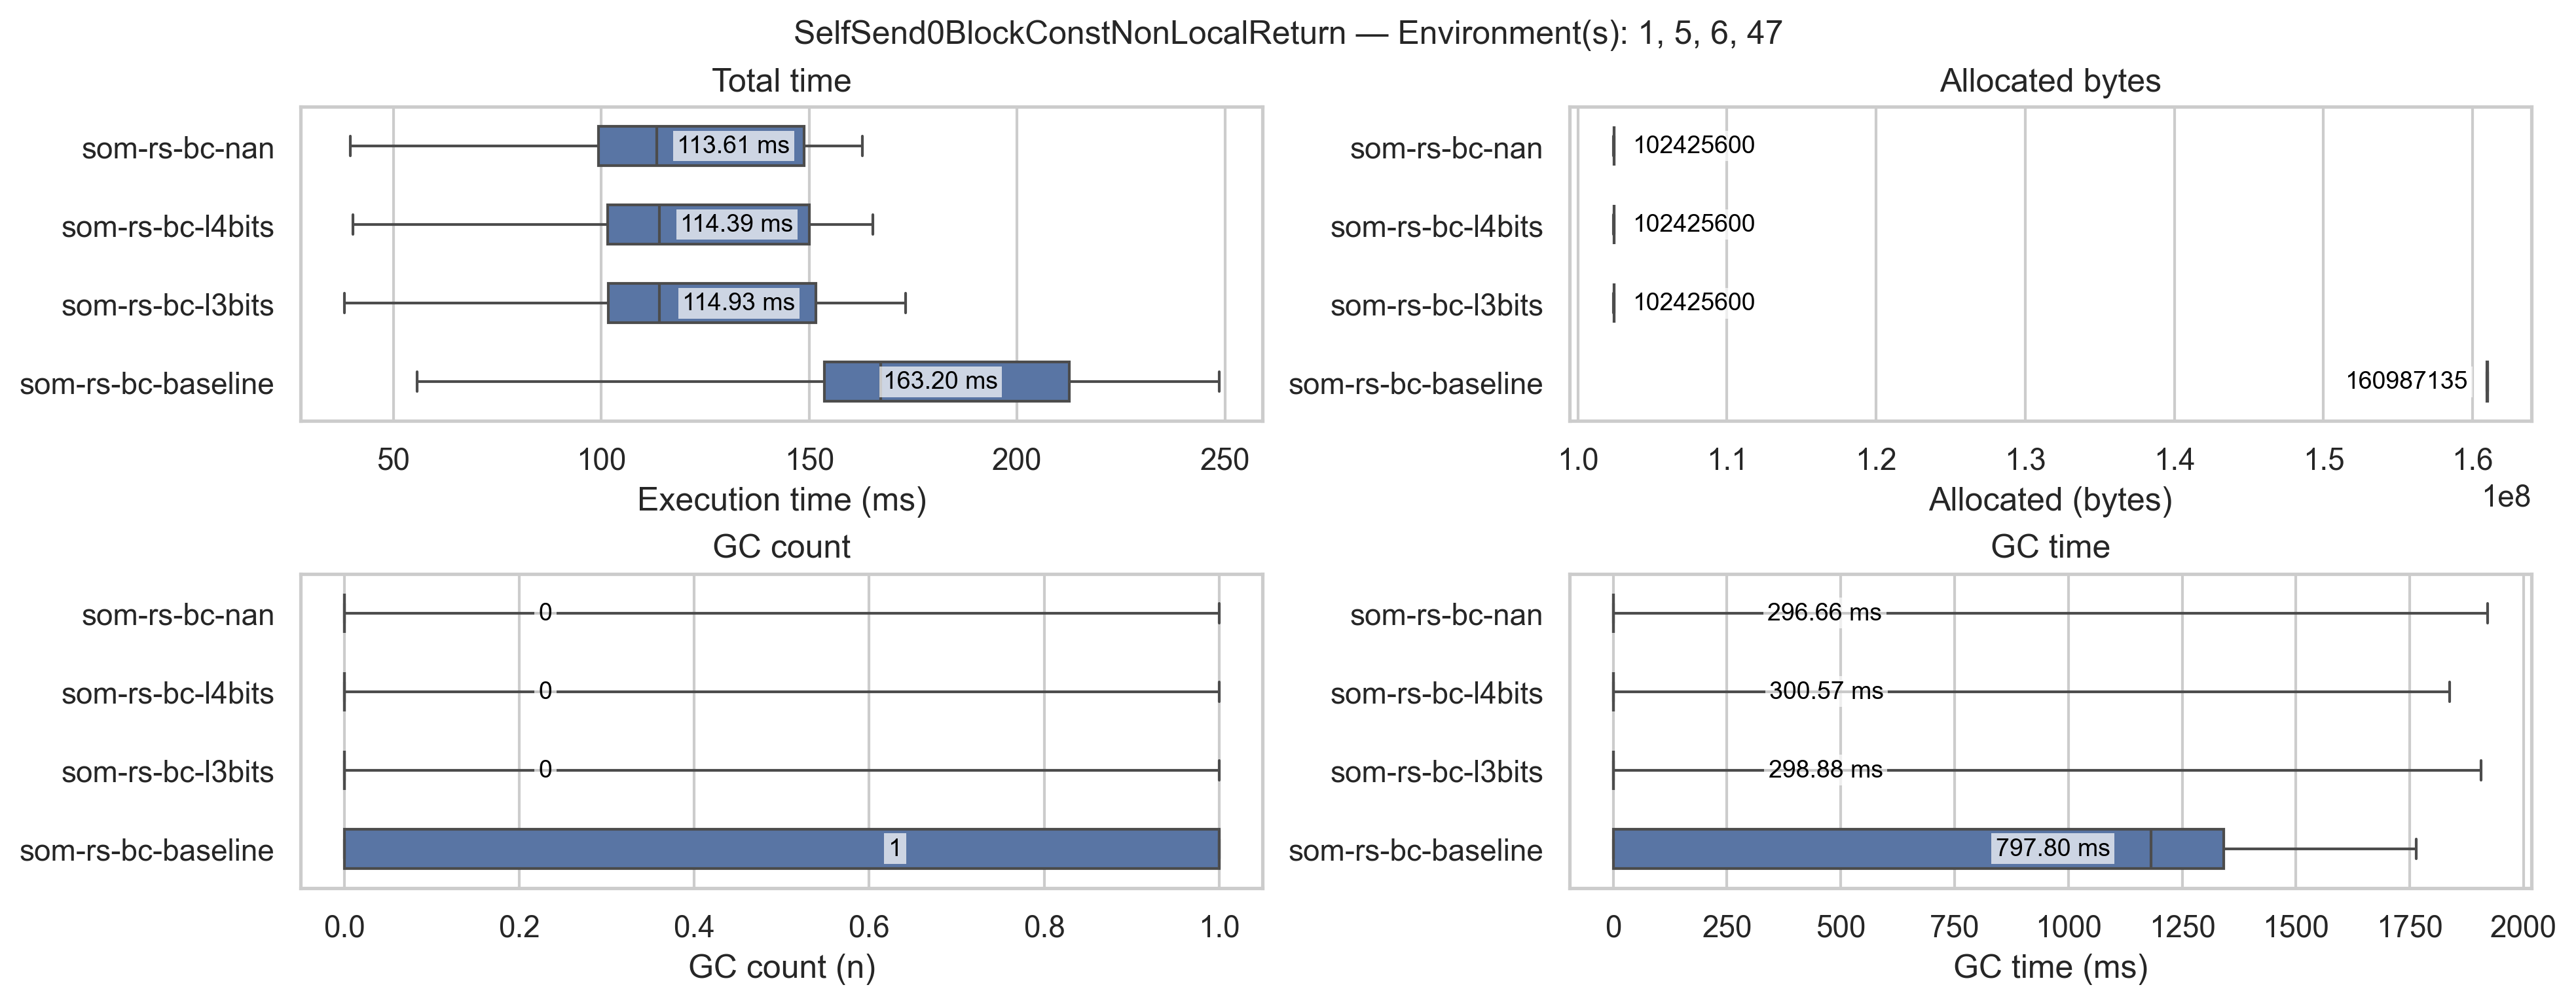 SelfSend0BlockConstNonLocalReturn — Environment(s): 1, 5, 6, 47
Total time
som-rs-bc-nan
113.61 ms
som-rs-bc-l4bits
114.39 ms
som-rs-bc-l3bits
114.93 ms
som-rs-bc-baseline
163.20 ms
50 100 150 200 250
Execution time (ms)
Allocated bytes
som-rs-bc-nan
102425600
som-rs-bc-l4bits
102425600
som-rs-bc-l3bits
102425600
som-rs-bc-baseline
160987135
1.0 1.1 1.2 1.3 1.4 1.5 1.6
1e8
Allocated (bytes)
GC count
som-rs-bc-nan
0
som-rs-bc-l4bits
0
som-rs-bc-l3bits
0
som-rs-bc-baseline
1
0.0 0.2 0.4 0.6 0.8 1.0
GC count (n)
GC time
som-rs-bc-nan
296.66 ms
som-rs-bc-l4bits
300.57 ms
som-rs-bc-l3bits
298.88 ms
som-rs-bc-baseline
797.80 ms
0 250 500 750 1000 1250 1500 1750 2000
GC time (ms)